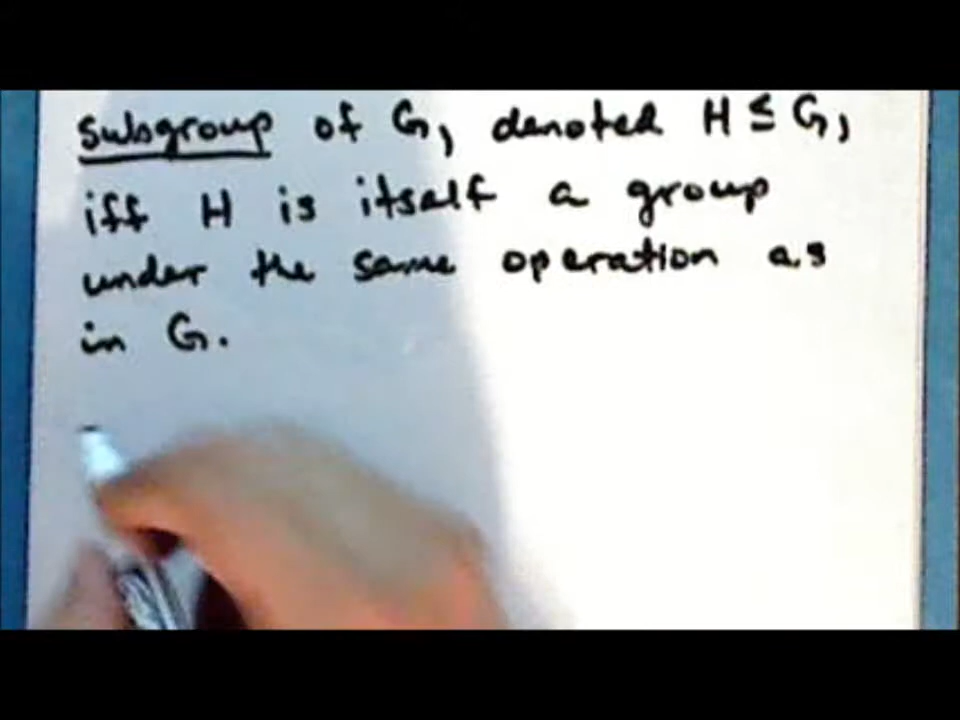 subgroup of G, denoted H ≤ G,
iff H is itself a group
under the same operation as
in G.